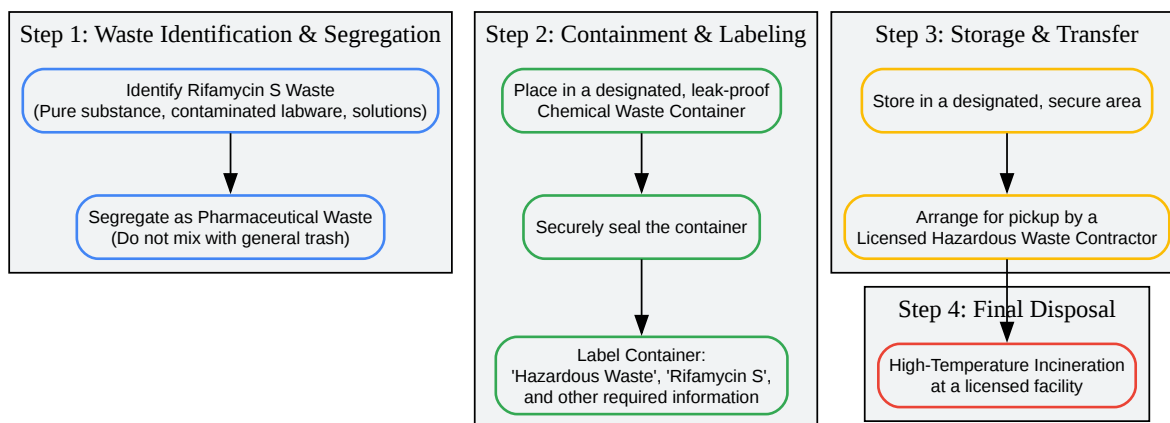 Step 1: Waste Identification & Segregation
Identify Rifamycin S Waste
(Pure substance, contaminated labware, solutions)
Segregate as Pharmaceutical Waste
(Do not mix with general trash)
Step 2: Containment & Labeling
Place in a designated, leak-proof
Chemical Waste Container
Securely seal the container
Label Container:
'Hazardous Waste', 'Rifamycin S',
and other required information
Step 3: Storage & Transfer
Store in a designated, secure area
Arrange for pickup by a
Licensed Hazardous Waste Contractor
Step 4: Final Disposal
High-Temperature Incineration
at a licensed facility